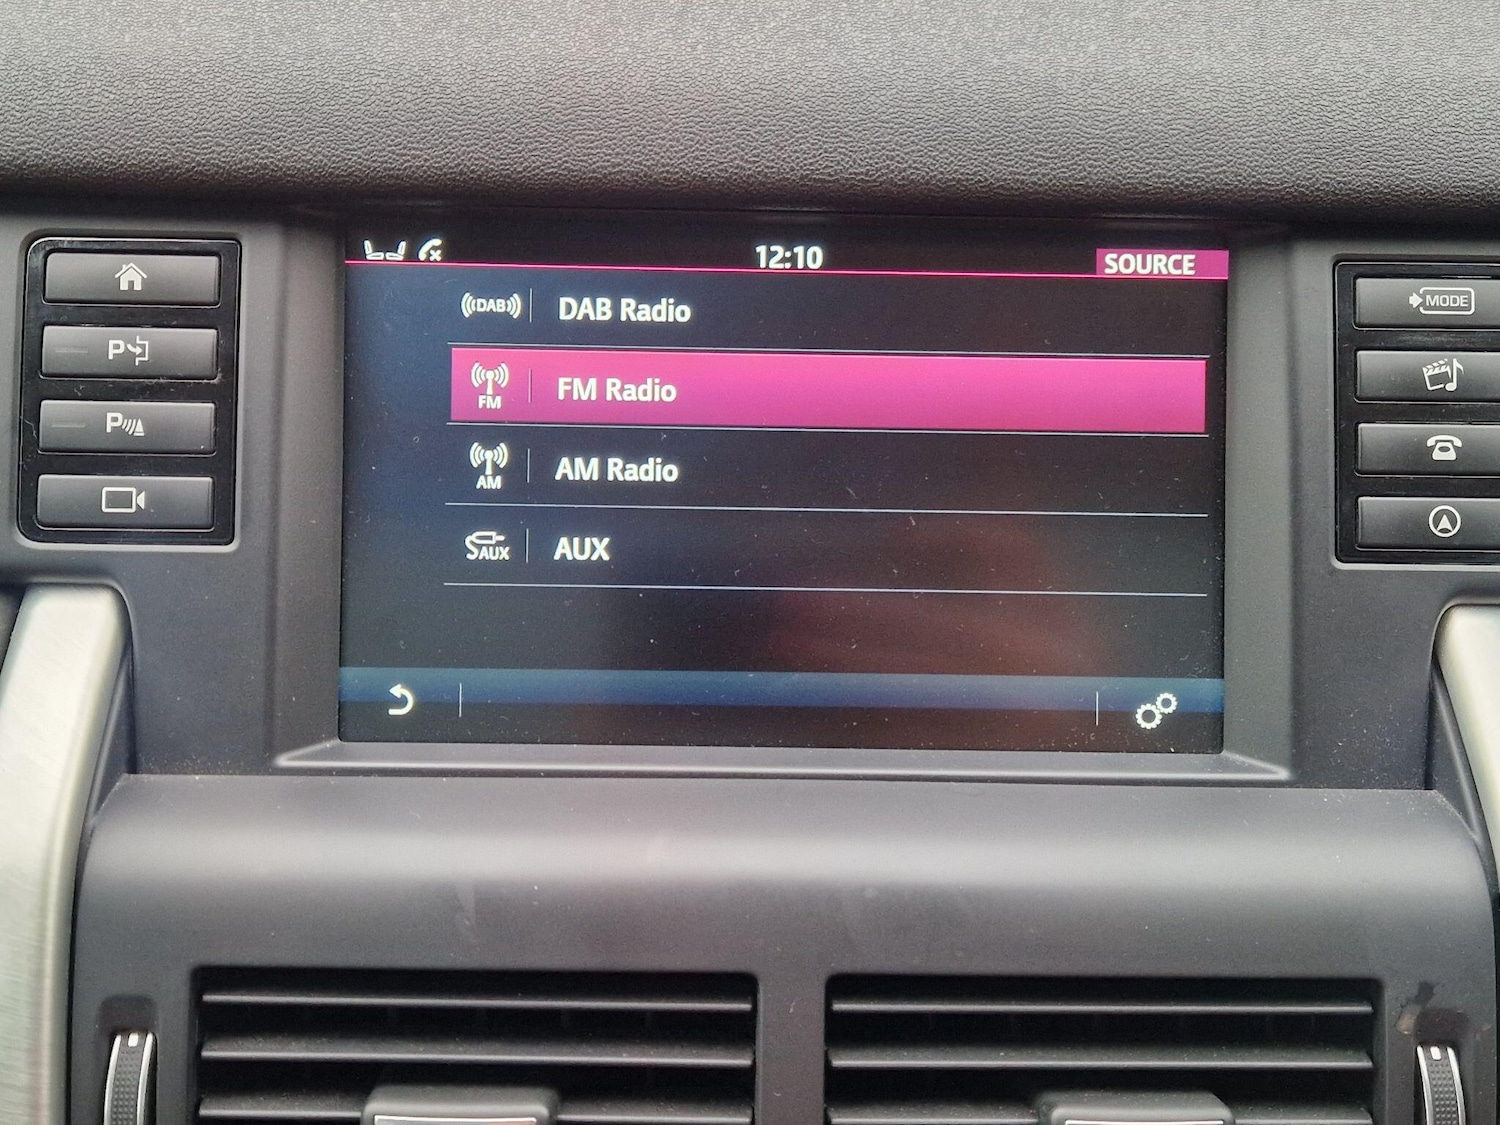 12:10
SOURCE
DAB
DAB Radio
FM
FM Radio
AM
AM Radio
AUX
AUX
P
P
MODE